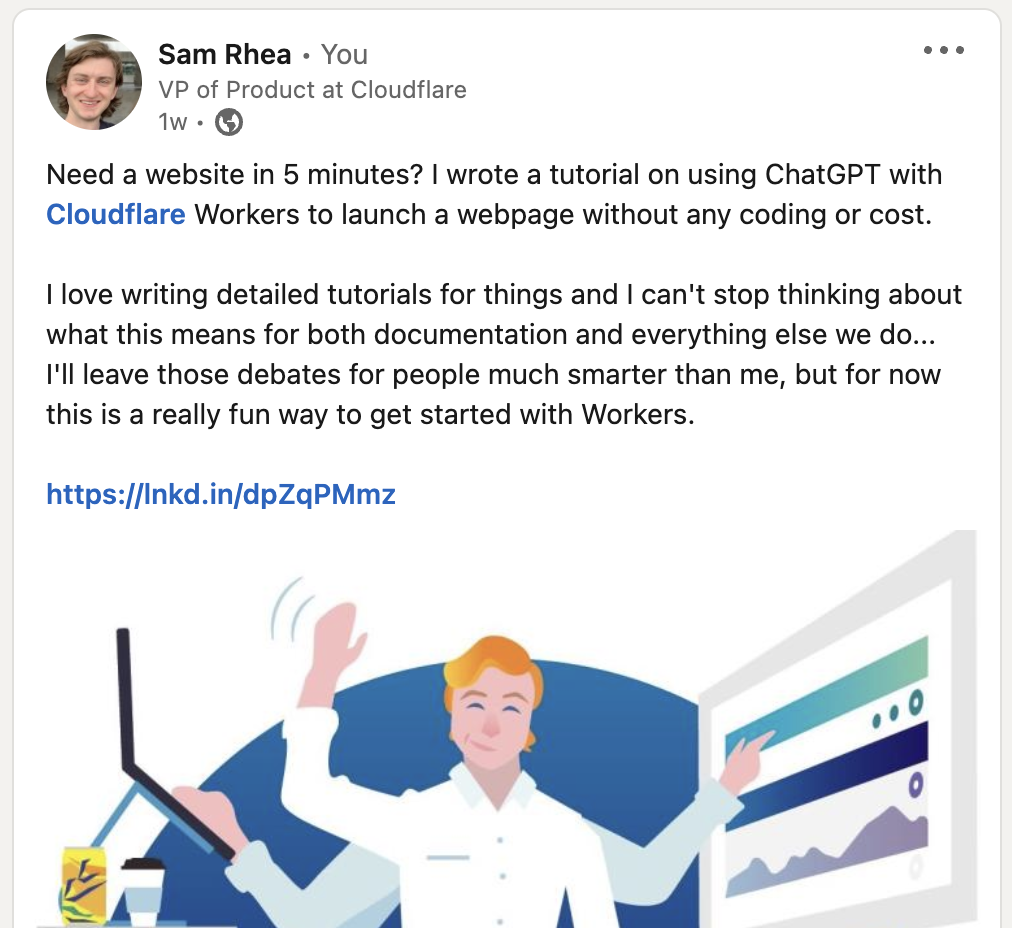 Sam Rhea • You
VP of Product at Cloudflare
1w •
Need a website in 5 minutes? I wrote a tutorial on using ChatGPT with
Cloudflare Workers to launch a webpage without any coding or cost.
I love writing detailed tutorials for things and I can't stop thinking about
what this means for both documentation and everything else we do...
I'll leave those debates for people much smarter than me, but for now
this is a really fun way to get started with Workers.
https://lnkd.in/dpZqPMmz